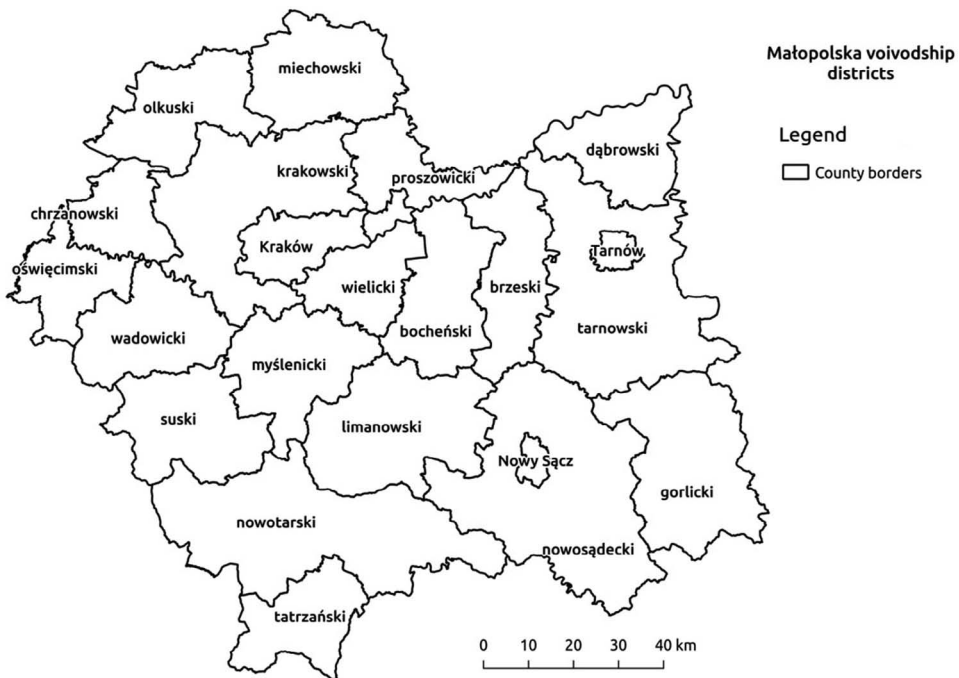 Małopolska voivodship
districts
Legend
County borders
miechowski
olkuski
dąbrowski
krakowski
proszowicki
chrzanowski
Kraków
Tarnów
oświęcimski
wielicki
brzeski
tarnowski
bocheński
wadowicki
myślenicki
suski
limanowski
Nowy Sącz
gorlicki
nowotarski
nowosądecki
tatrzański
0 10 20 30 40 km